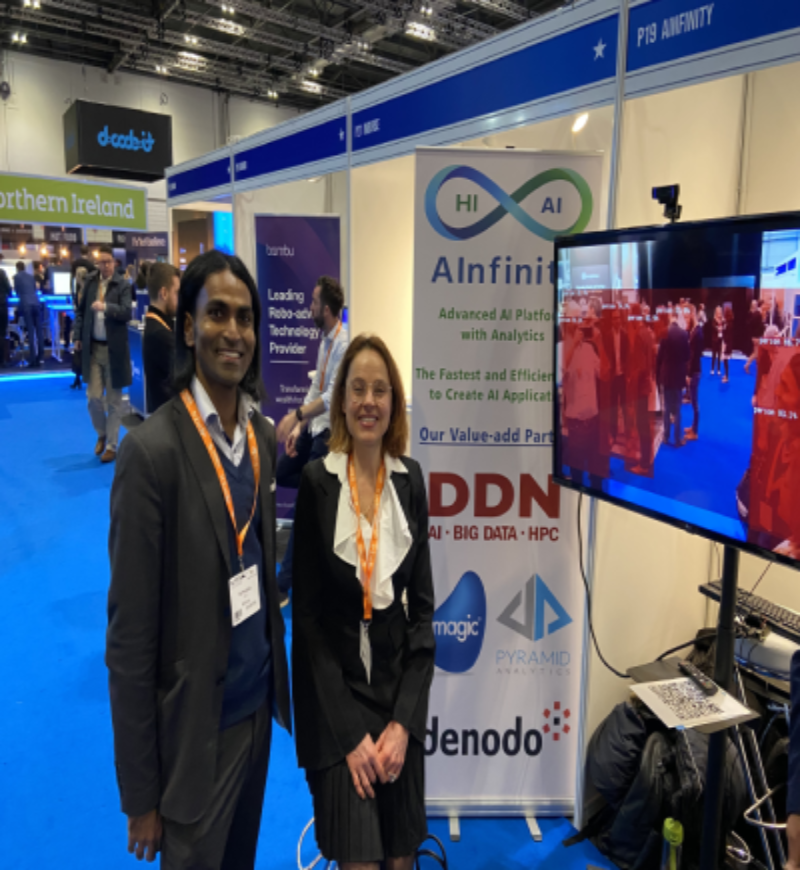 d-code:it
orthern Ireland
P19 AINFINITY
HI
AI
AInfinit
Advanced AI Platfo
with Analytics
The Fastest and Efficien
to Create AI Applicat
Our Value-add Part
DDN
AI · BIG DATA · HPC
magic
PYRAMID
ANALYTICS
denodo
bambu
Leading
Robo-adv
Technology
Provider